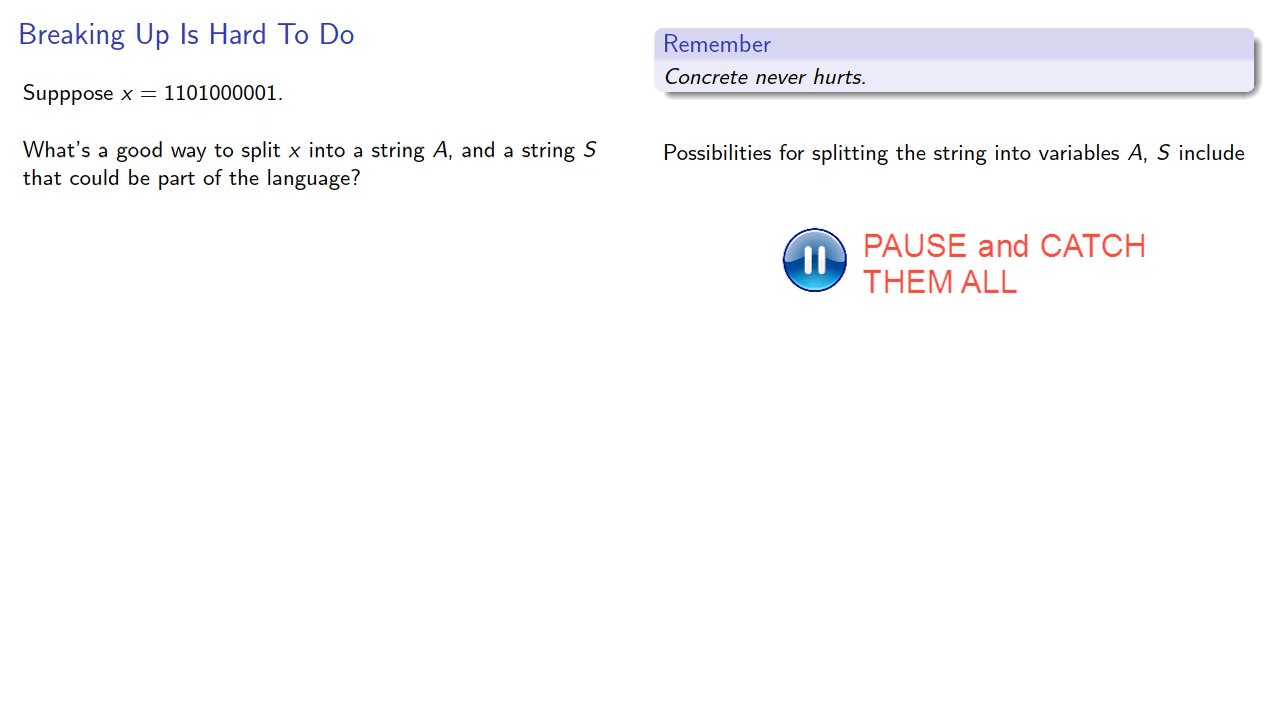 Breaking Up Is Hard To Do
Supppose x = 1101000001.
What's a good way to split x into a string A, and a string S
that could be part of the language?
Remember
Concrete never hurts.
Possibilities for splitting the string into variables A, S include
PAUSE and CATCH
THEM ALL